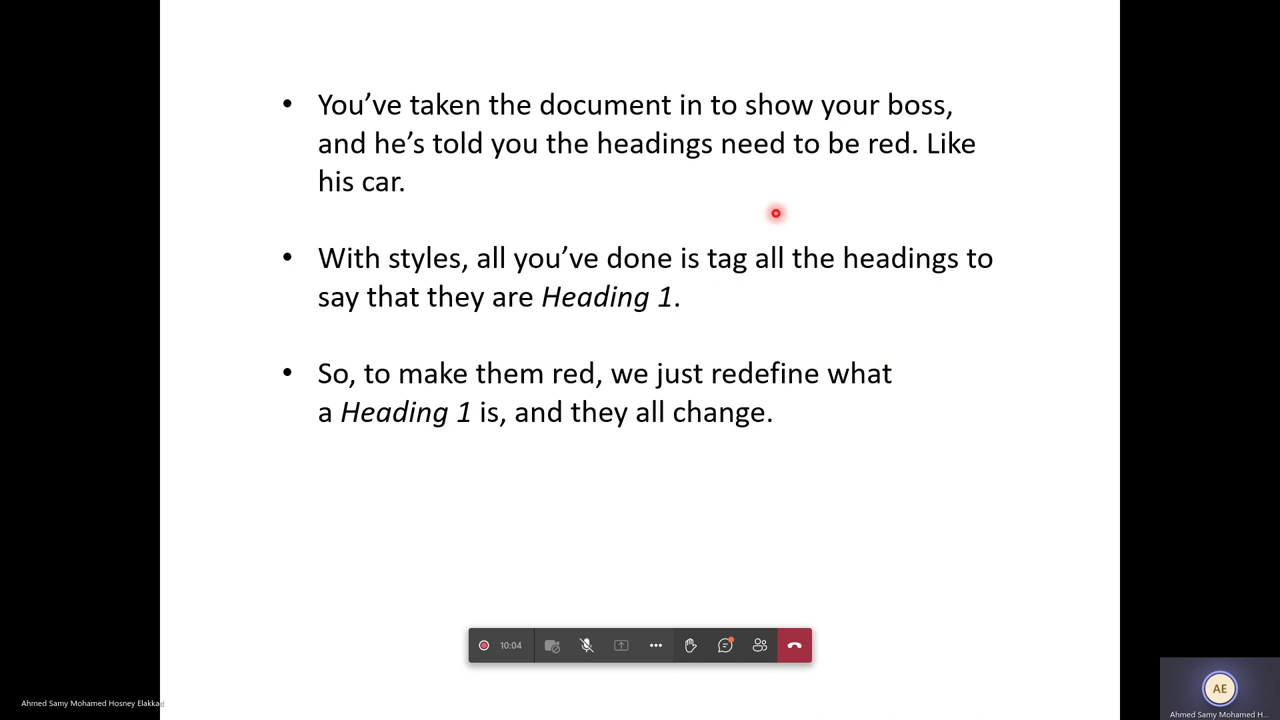 • You’ve taken the document in to show your boss,
and he’s told you the headings need to be red. Like
his car.
• With styles, all you’ve done is tag all the headings to
say that they are Heading 1.
• So, to make them red, we just redefine what
a Heading 1 is, and they all change.
10:04
AE
Ahmed Samy Mohamed Hosney Elakkad
Ahmed Samy Mohamed H...